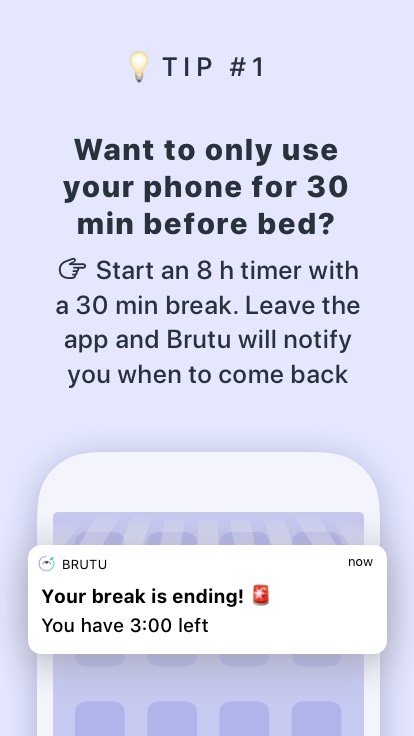 💡 TIP #1
Want to only use
your phone for 30
min before bed?
👉 Start an 8 h timer with
a 30 min break. Leave the
app and Brutu will notify
you when to come back
BRUTU
now
Your break is ending! 🚨
You have 3:00 left